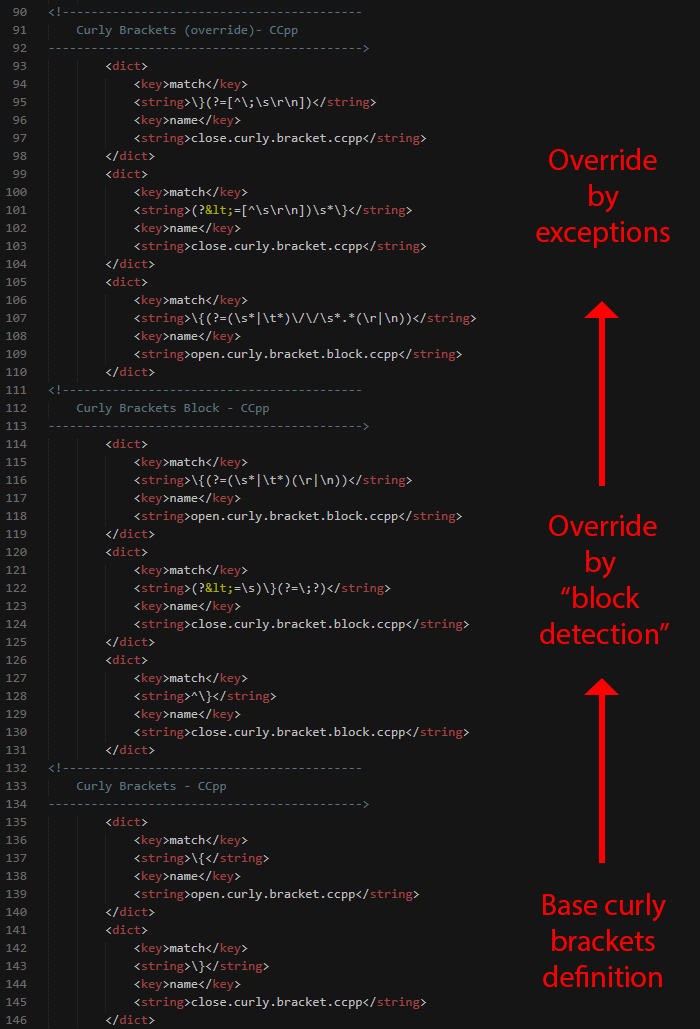 90 <!------------------------------------------
91 Curly Brackets (override)- CCpp
92 -------------------------------------------->
93 <dict>
94 <key>match</key>
95 <string>\}(?=[^\;\s\r\n])</string>
96 <key>name</key>
97 <string>close.curly.bracket.ccpp</string>
98 </dict>
99 <dict>
100 <key>match</key>
101 <string>(?&lt;=[^\s\r\n])\s*\}</string>
102 <key>name</key>
103 <string>close.curly.bracket.ccpp</string>
104 </dict>
105 <dict>
106 <key>match</key>
107 <string>\{(?=(\s*|\t*)\/\/\s*.*(\r|\n))</string>
108 <key>name</key>
109 <string>open.curly.bracket.block.ccpp</string>
110 </dict>
111 <!------------------------------------------
112 Curly Brackets Block - CCpp
113 -------------------------------------------->
114 <dict>
115 <key>match</key>
116 <string>\{(?=(\s*|\t*)(\r|\n))</string>
117 <key>name</key>
118 <string>open.curly.bracket.block.ccpp</string>
119 </dict>
120 <dict>
121 <key>match</key>
122 <string>(?&lt;=\s)\}(?=\;?)</string>
123 <key>name</key>
124 <string>close.curly.bracket.block.ccpp</string>
125 </dict>
126 <dict>
127 <key>match</key>
128 <string>^\}</string>
129 <key>name</key>
130 <string>close.curly.bracket.block.ccpp</string>
131 </dict>
132 <!------------------------------------------
133 Curly Brackets - CCpp
134 -------------------------------------------->
135 <dict>
136 <key>match</key>
137 <string>\{</string>
138 <key>name</key>
139 <string>open.curly.bracket.ccpp</string>
140 </dict>
141 <dict>
142 <key>match</key>
143 <string>\}</string>
144 <key>name</key>
145 <string>close.curly.bracket.ccpp</string>
146 </dict>
Override
by
exceptions
Override
by
“block
detection”
Base curly
brackets
definition